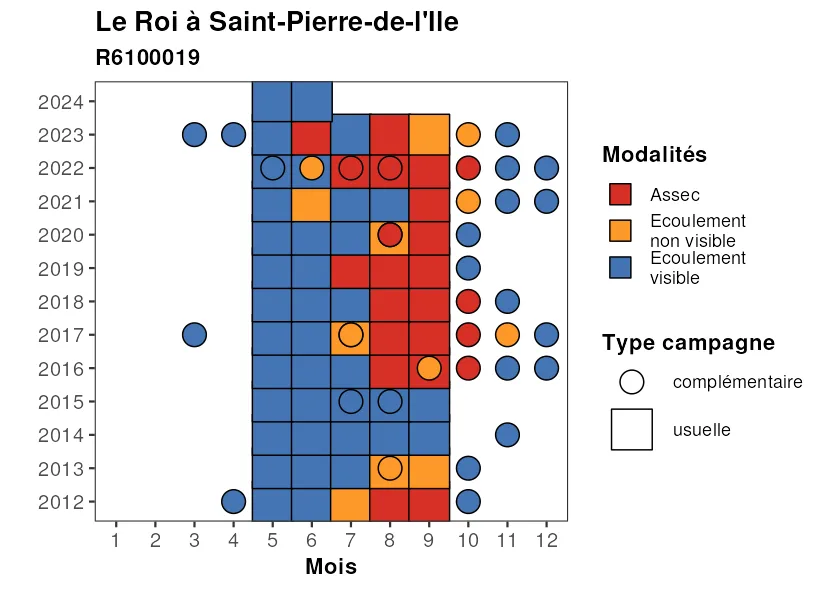 Le Roi à Saint-Pierre-de-l'Ile
R6100019
2024
2023
2022
2021
2020
2019
2018
2017
2016
2015
2014
2013
2012
1 2 3 4 5 6 7 8 9 10 11 12
Mois
Modalités
Assec
Ecoulement
non visible
Ecoulement
visible
Type campagne
complémentaire
usuelle